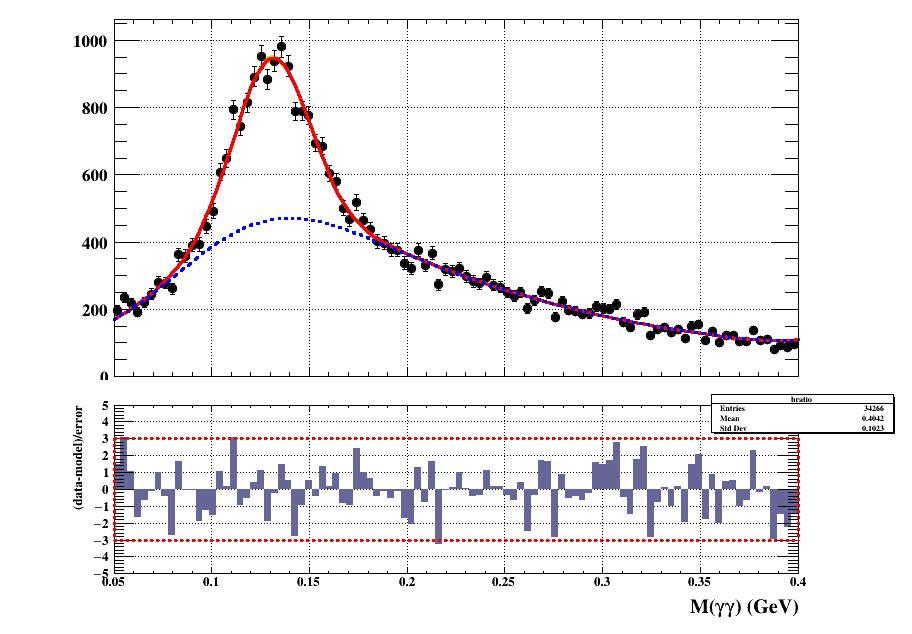 1000
800
600
400
200
0
hratio
Entries 34266
Mean 0.4042
Std Dev 0.1023
(data-model)/error
5
4
3
2
1
0
−1
−2
−3
−4
−5
0.05 0.1 0.15 0.2 0.25 0.3 0.35 0.4
M(γγ) (GeV)